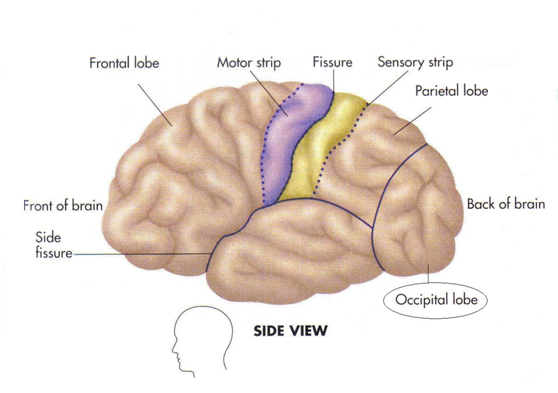 Frontal lobe
Motor strip
Fissure
Sensory strip
Parietal lobe
Front of brain
Back of brain
Side
fissure
Occipital lobe
SIDE VIEW